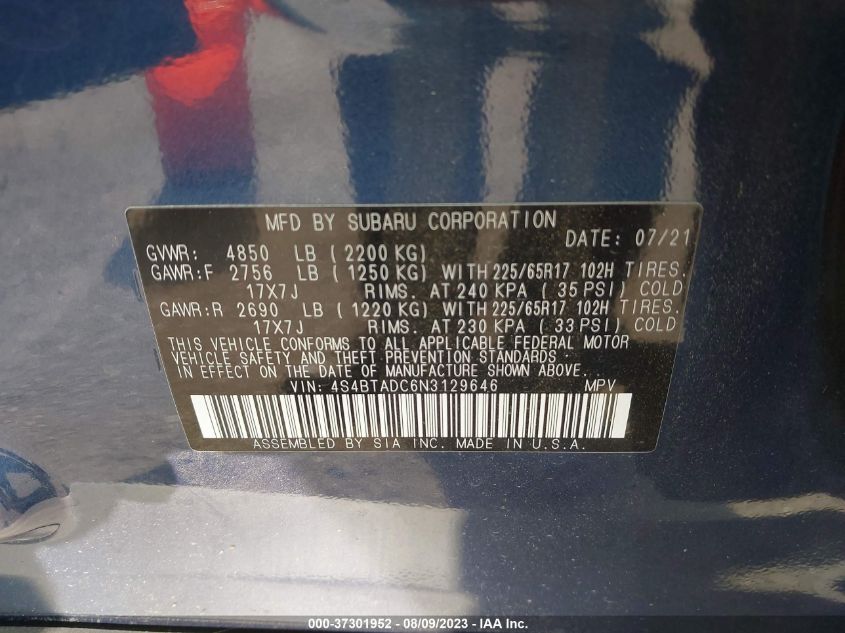 MFD BY SUBARU CORPORATION
DATE: 07/21
GVWR: 4850 LB ( 2200 KG)
GAWR:F 2756 LB ( 1250 KG) WITH 225/65R17 102H TIRES.
17X7J RIMS. AT 240 KPA ( 35 PSI) COLD
GAWR:R 2690 LB ( 1220 KG) WITH 225/65R17 102H TIRES.
17X7J RIMS. AT 230 KPA ( 33 PSI) COLD
THIS VEHICLE CONFORMS TO ALL APPLICABLE FEDERAL MOTOR
VEHICLE SAFETY AND THEFT PREVENTION STANDARDS
IN EFFECT ON THE DATE OF MANUFACTURE SHOWN ABOVE.
VIN: 4S4BTADC6N3129646 MPV
ASSEMBLED BY SIA INC. MADE IN U.S.A.
000-37301952 - 08/09/2023 - IAA Inc.